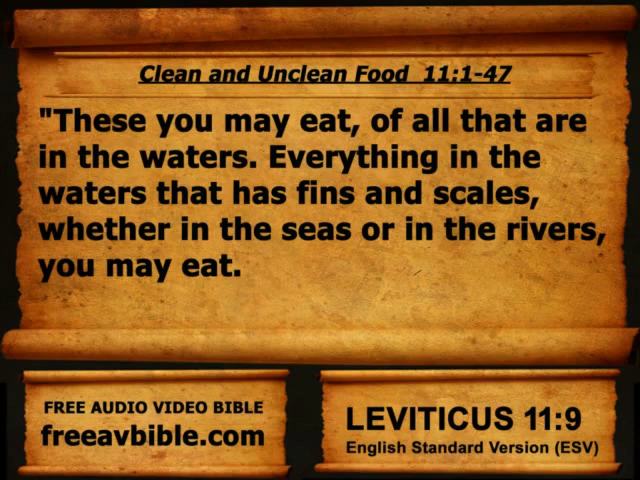 Clean and Unclean Food  11:1-47
"These you may eat, of all that are
in the waters. Everything in the
waters that has fins and scales,
whether in the seas or in the rivers,
you may eat.
FREE AUDIO VIDEO BIBLE
freeavbible.com
LEVITICUS 11:9
English Standard Version (ESV)